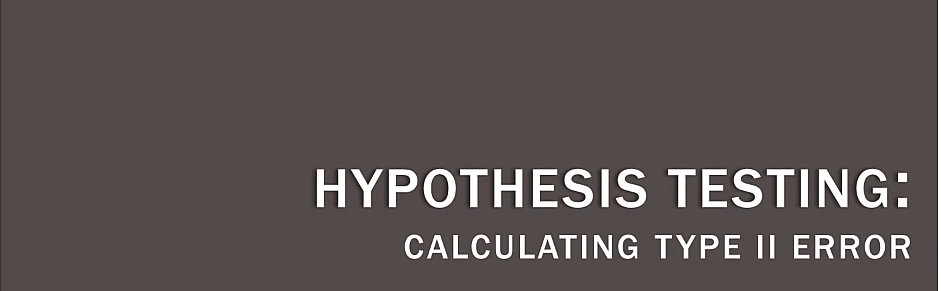 HYPOTHESIS TESTING:
CALCULATING TYPE II ERROR